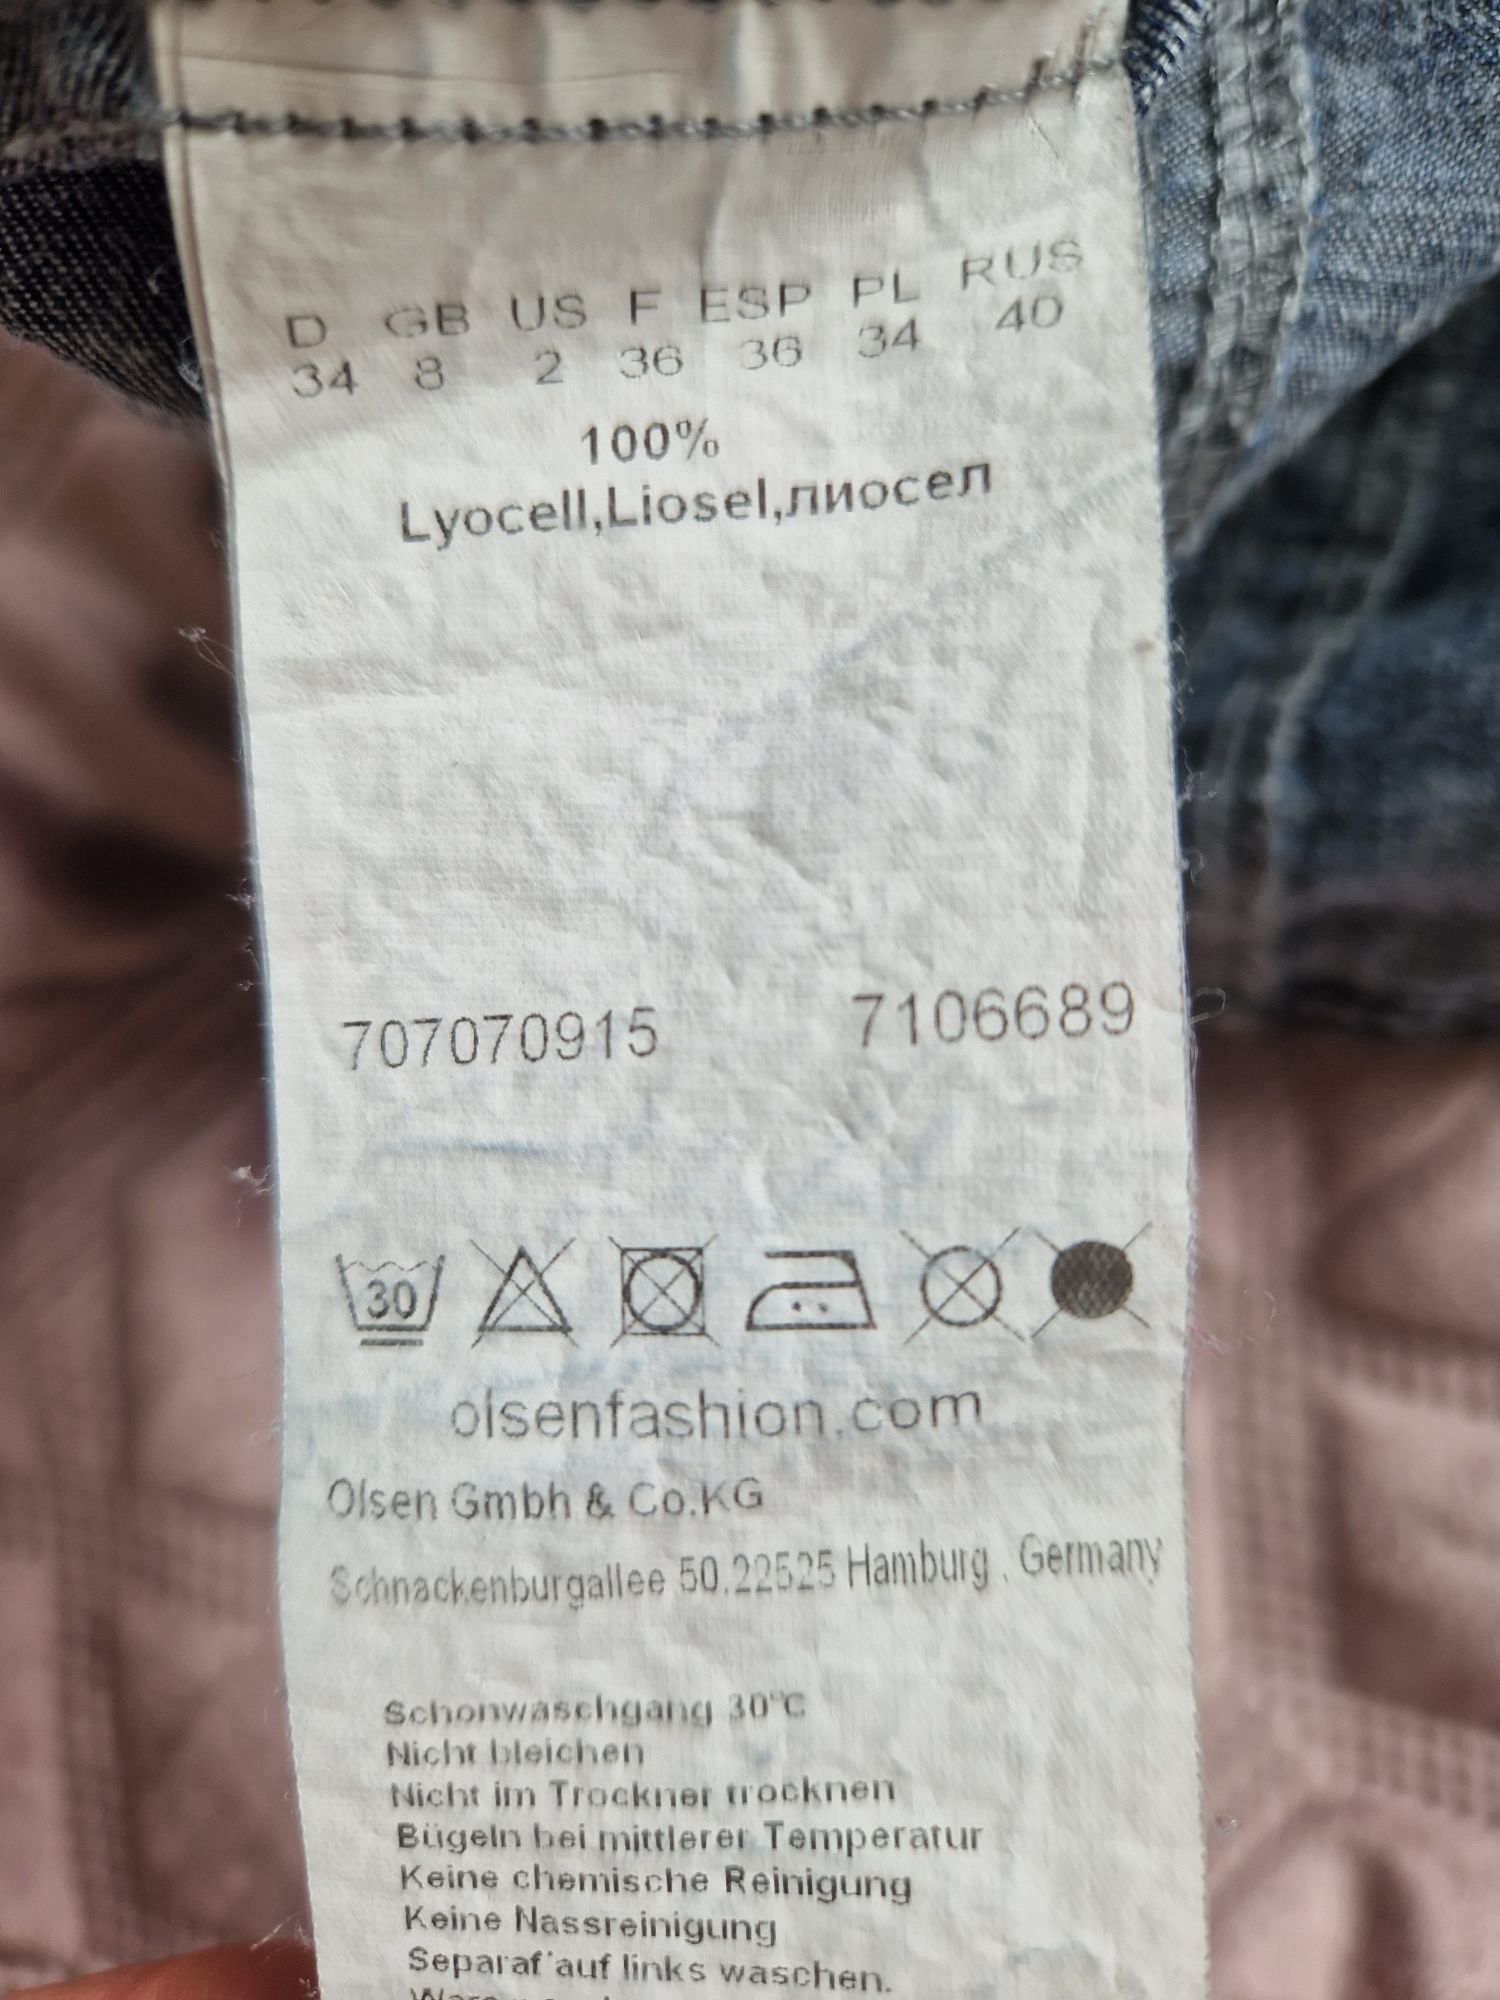 D GB US F ESP PL RUS
34 8 2 36 36 34 40
100%
Lyocell,Liosel,лиосел
707070915 7106689
30
olsenfashion.com
Olsen Gmbh & Co.KG
Schnackenburgallee 50.22525 Hamburg . Germany
Schonwaschgang 30°C
Nicht bleichen
Nicht im Trockner trocknen
Bügeln bei mittlerer Temperatur
Keine chemische Reinigung
Keine Nassreinigung
Separat auf links waschen.